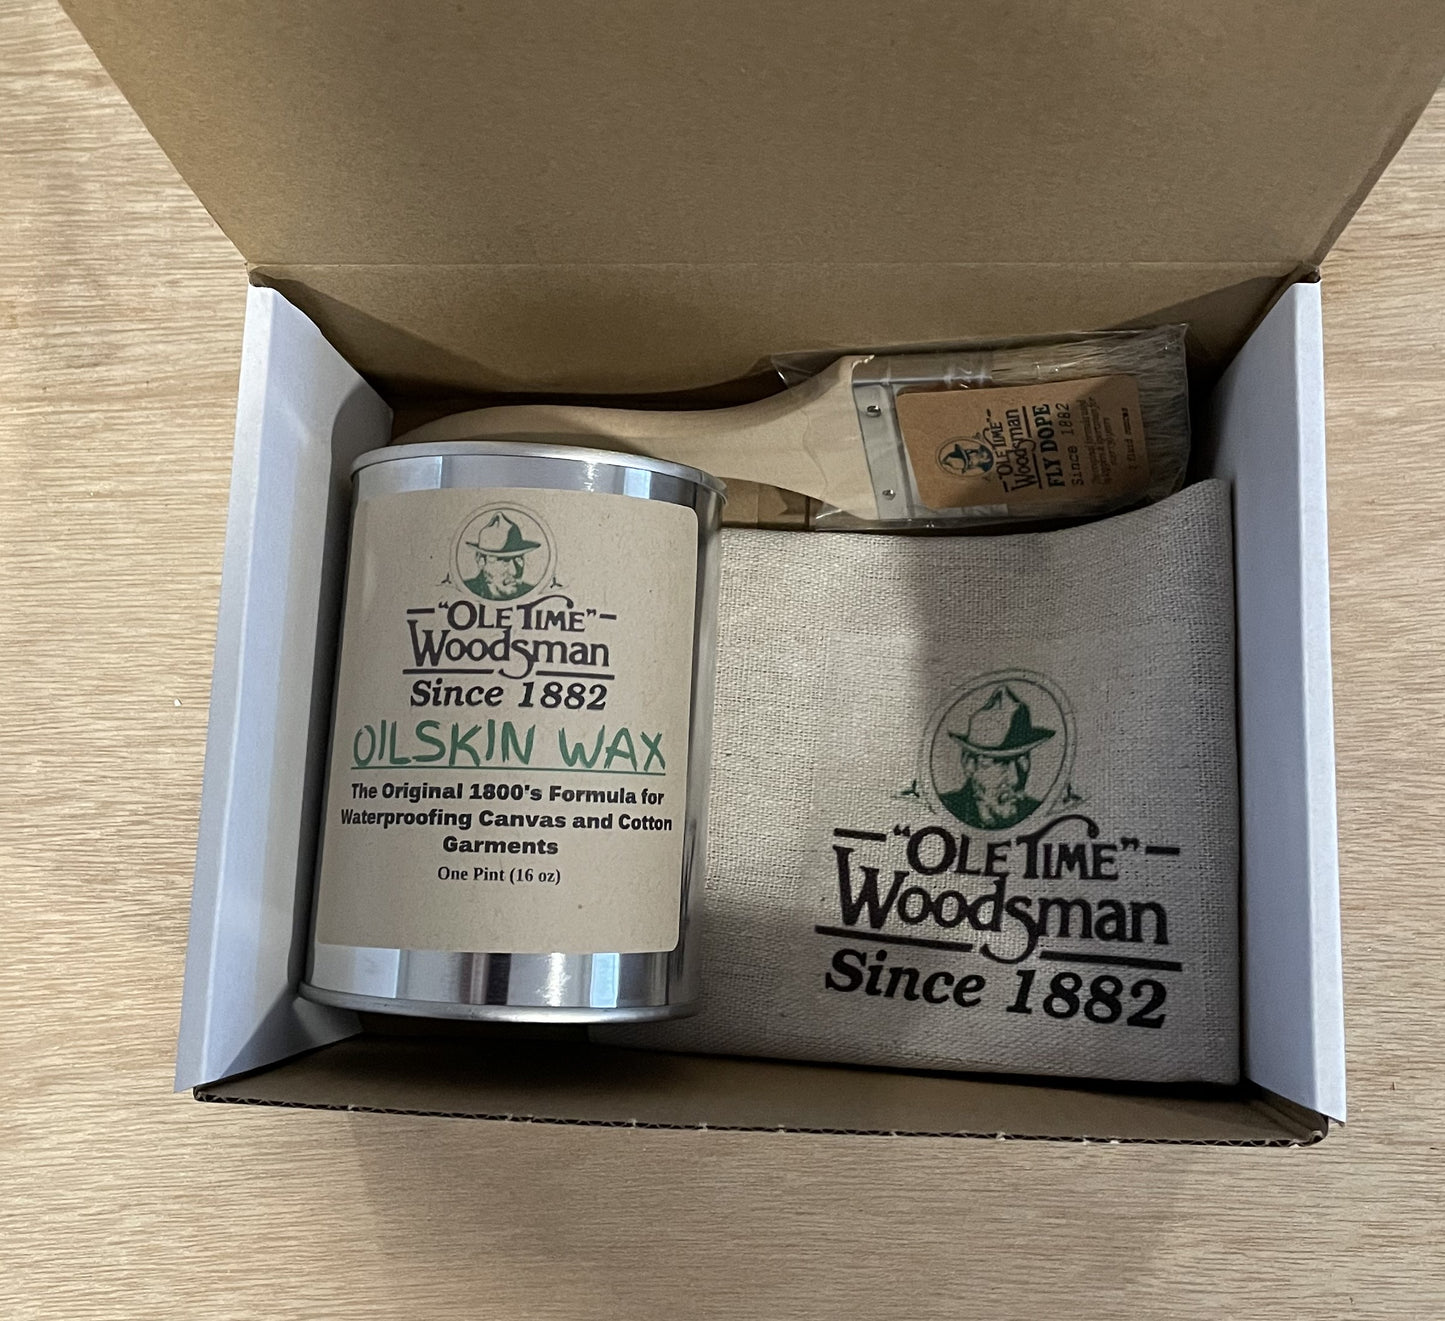 "OLE TIME"
Woodsman
Since 1882
OILSKIN WAX
The Original 1800's Formula for
Waterproofing Canvas and Cotton
Garments
One Pint (16 oz)
"OLE TIME"
Woodsman
FLY DOPE
Since 1882
"OLE TIME"
Woodsman
Since 1882